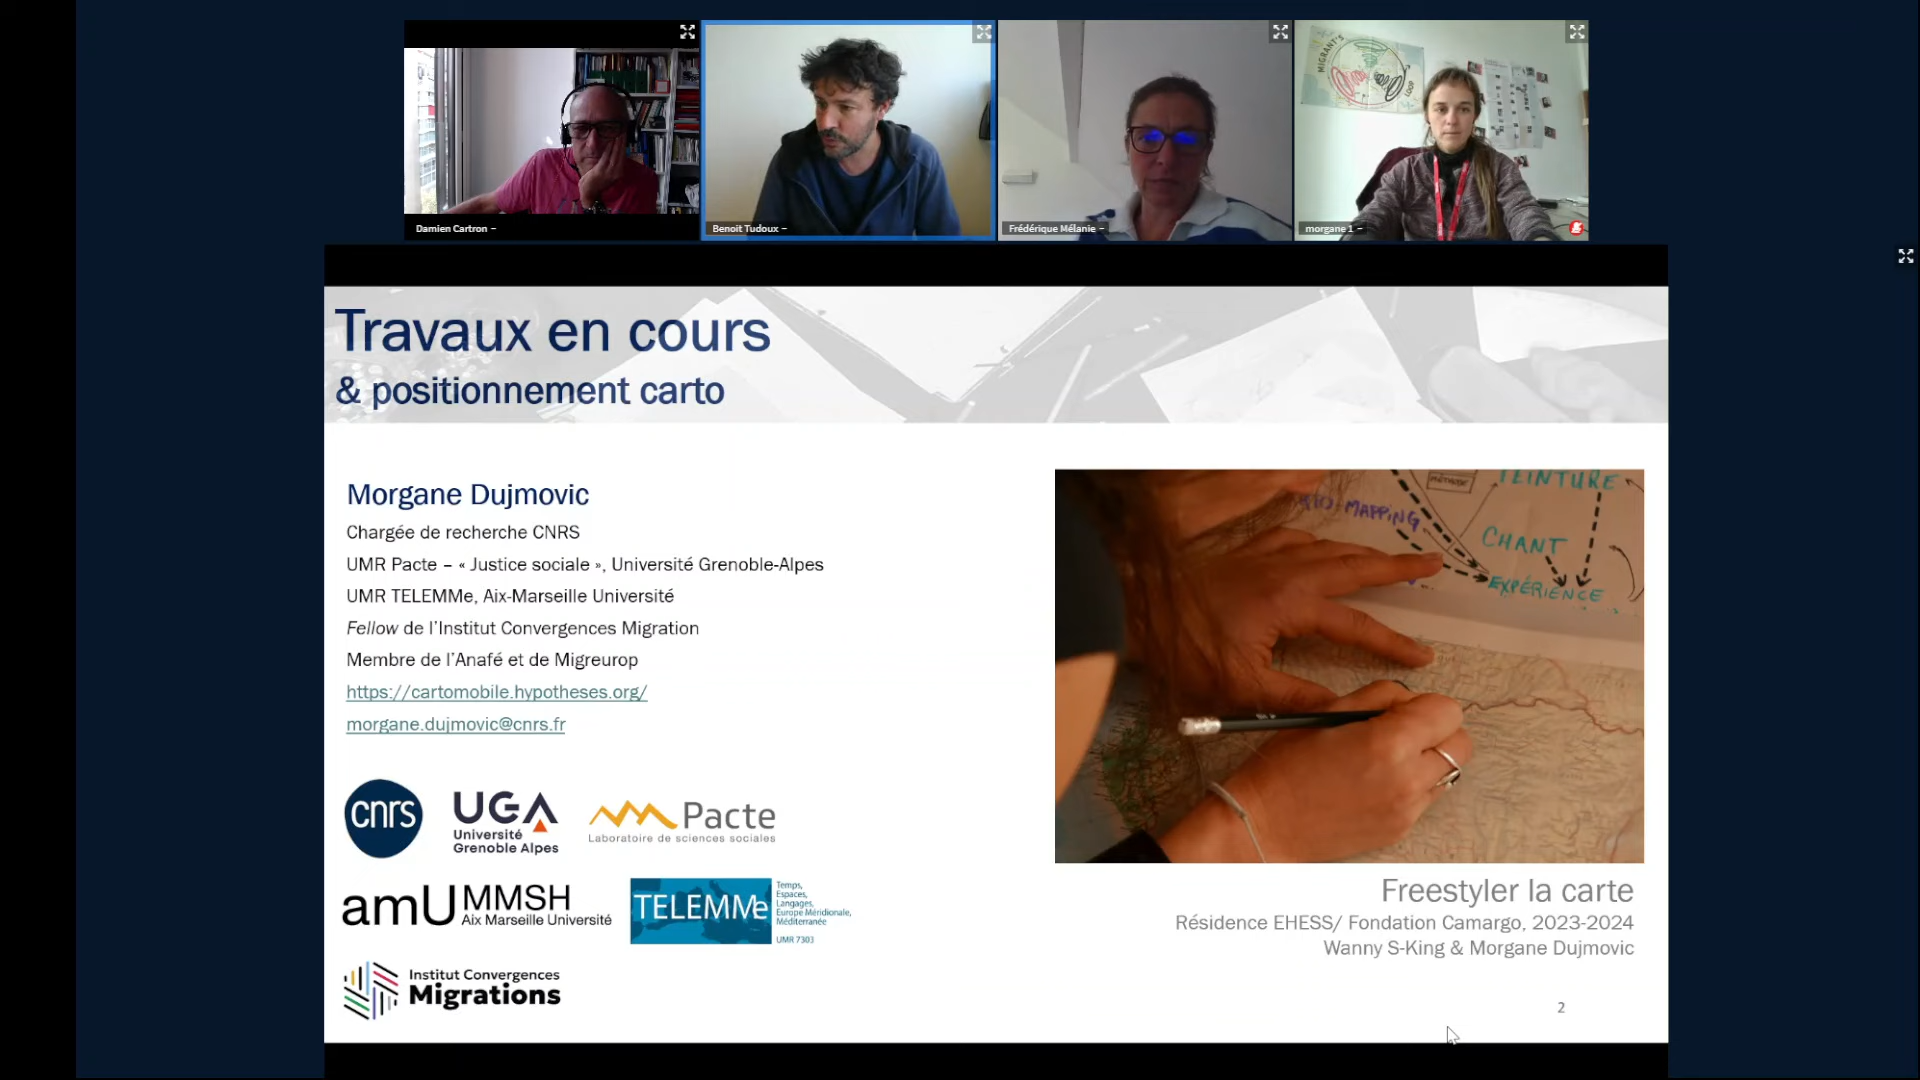 MIGRANT'S
LOOP
Damien Cartron
Benoit Tudoux
Frédérique Mélanie
morgane 1
Travaux en cours
& positionnement carto
Morgane Dujmovic
Chargée de recherche CNRS
UMR Pacte – « Justice sociale », Université Grenoble-Alpes
UMR TELEMMe, Aix-Marseille Université
Fellow de l'Institut Convergences Migration
Membre de l'Anafé et de Migreurop
https://cartomobile.hypotheses.org/
morgane.dujmovic@cnrs.fr
cnrs
UGA
Université
Grenoble Alpes
Pacte
Laboratoire de sciences sociales
amU MMSH
Aix Marseille Université
TELEMMe
Temps,
Espaces,
Langages,
Europe Méridionale,
Méditerranée
UMR 7303
Institut Convergences
Migrations
MAPPING
CHANT
EXPÉRIENCE
Freestyler la carte
Résidence EHESS/ Fondation Camargo, 2023-2024
Wanny S-King & Morgane Dujmovic
2